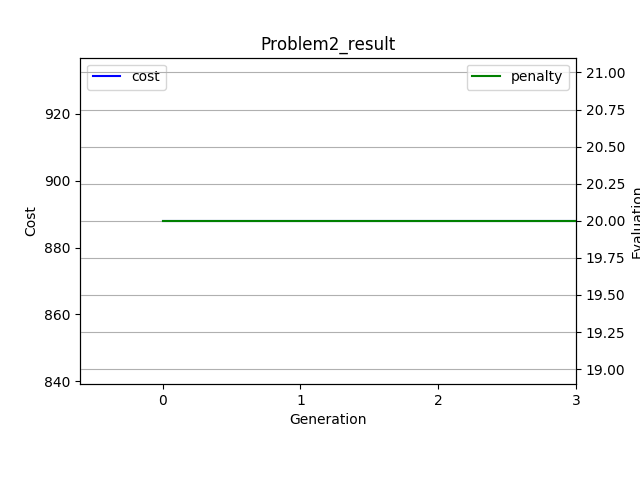 Problem2_result
cost
penalty
920
900
880
860
840
Cost
21.00
20.75
20.50
20.25
20.00
19.75
19.50
19.25
19.00
Evaluation
0 1 2 3
Generation